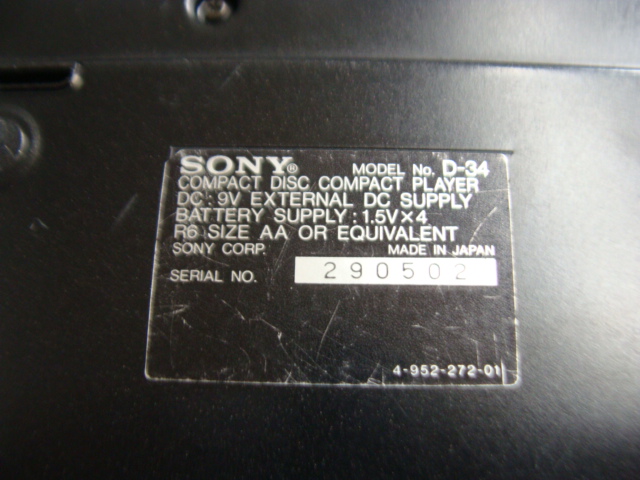 SONY® MODEL No. D-34
COMPACT DISC COMPACT PLAYER
DC: 9V EXTERNAL DC SUPPLY
BATTERY SUPPLY: 1.5V×4
R6 SIZE AA OR EQUIVALENT
SONY CORP. MADE IN JAPAN
SERIAL NO. 290502
4-952-272-01